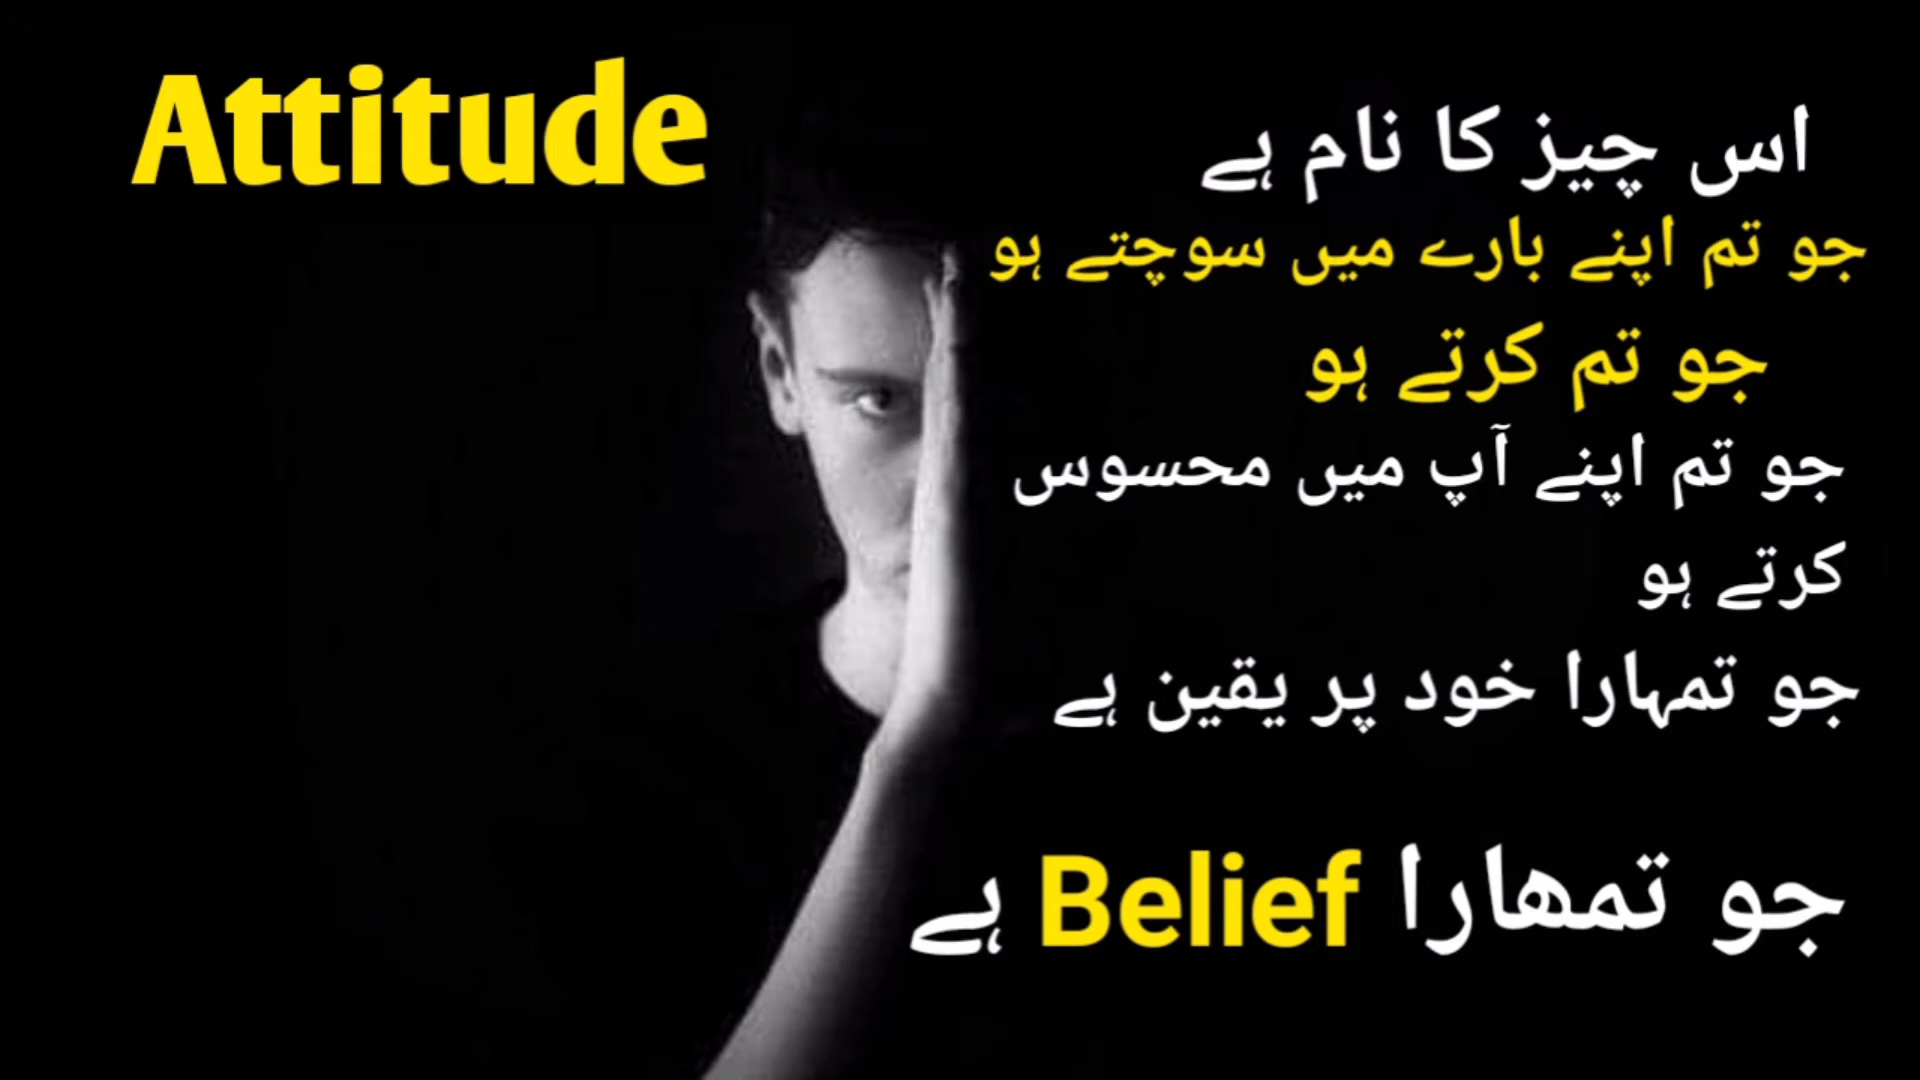 Attitude
اس چیز کا نام ہے
جو تم اپنے بارے میں سوچتے ہو
جو تم کرتے ہو
جو تم اپنے آپ میں محسوس
کرتے ہو
جو تمہارا خود پر یقین ہے
جو تمھارا Belief ہے